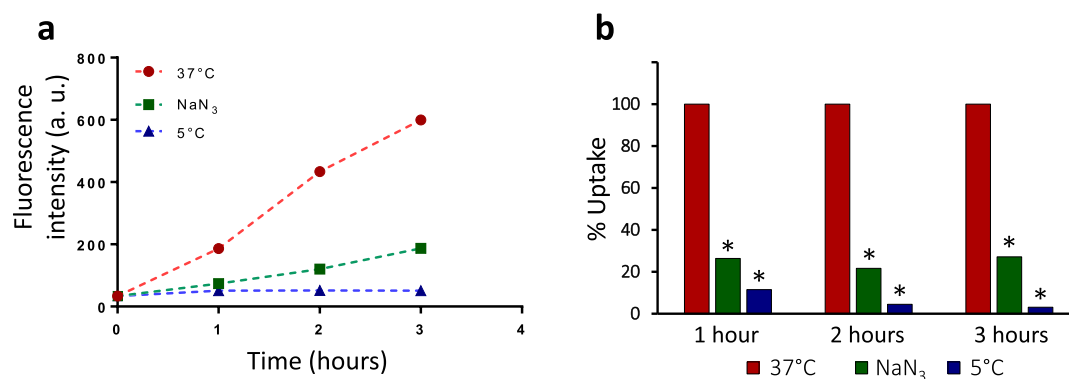 a
Fluorescence
intensity (a. u.)
800
600
400
200
0
37°C
NaN₃
5°C
0 1 2 3 4
Time (hours)
b
% Uptake
100
80
60
40
20
0
* * * * * *
1 hour 2 hours 3 hours
37°C NaN₃ 5°C